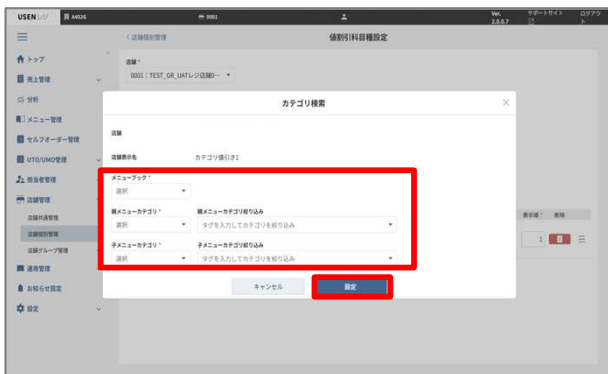 USEN レジ A402G 0001 Ver. 2.0.0.7 サポートサイト ログアウト
＜店舗個別管理 値割引科目種設定
トップ
売上管理
分析
メニュー管理
セルフオーダー管理
UTO/UMO管理
担当者管理
店舗管理
店舗共通管理
店舗個別管理
店舗グループ管理
運用管理
お知らせ設定
設定
店舗 *
0001：TEST_GR_UATレジ店舗0…
カテゴリ検索 ×
店舗
店舗表示名 カテゴリ値引き1
メニューブック *
選択
親メニューカテゴリ * 親メニューカテゴリ絞り込み
選択 タグを入力してカテゴリを絞り込み
子メニューカテゴリ * 子メニューカテゴリ絞り込み
選択 タグを入力してカテゴリを絞り込み
キャンセル 設定
表示順 * 削除
1